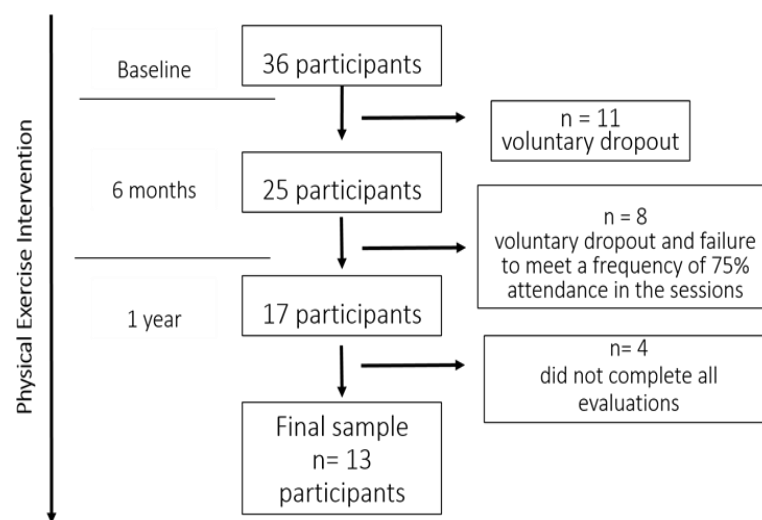 Physical Exercise Intervention
Baseline
36 participants
n = 11
voluntary dropout
6 months
25 participants
n = 8
voluntary dropout and failure
to meet a frequency of 75%
attendance in the sessions
1 year
17 participants
n= 4
did not complete all
evaluations
Final sample
n= 13
participants